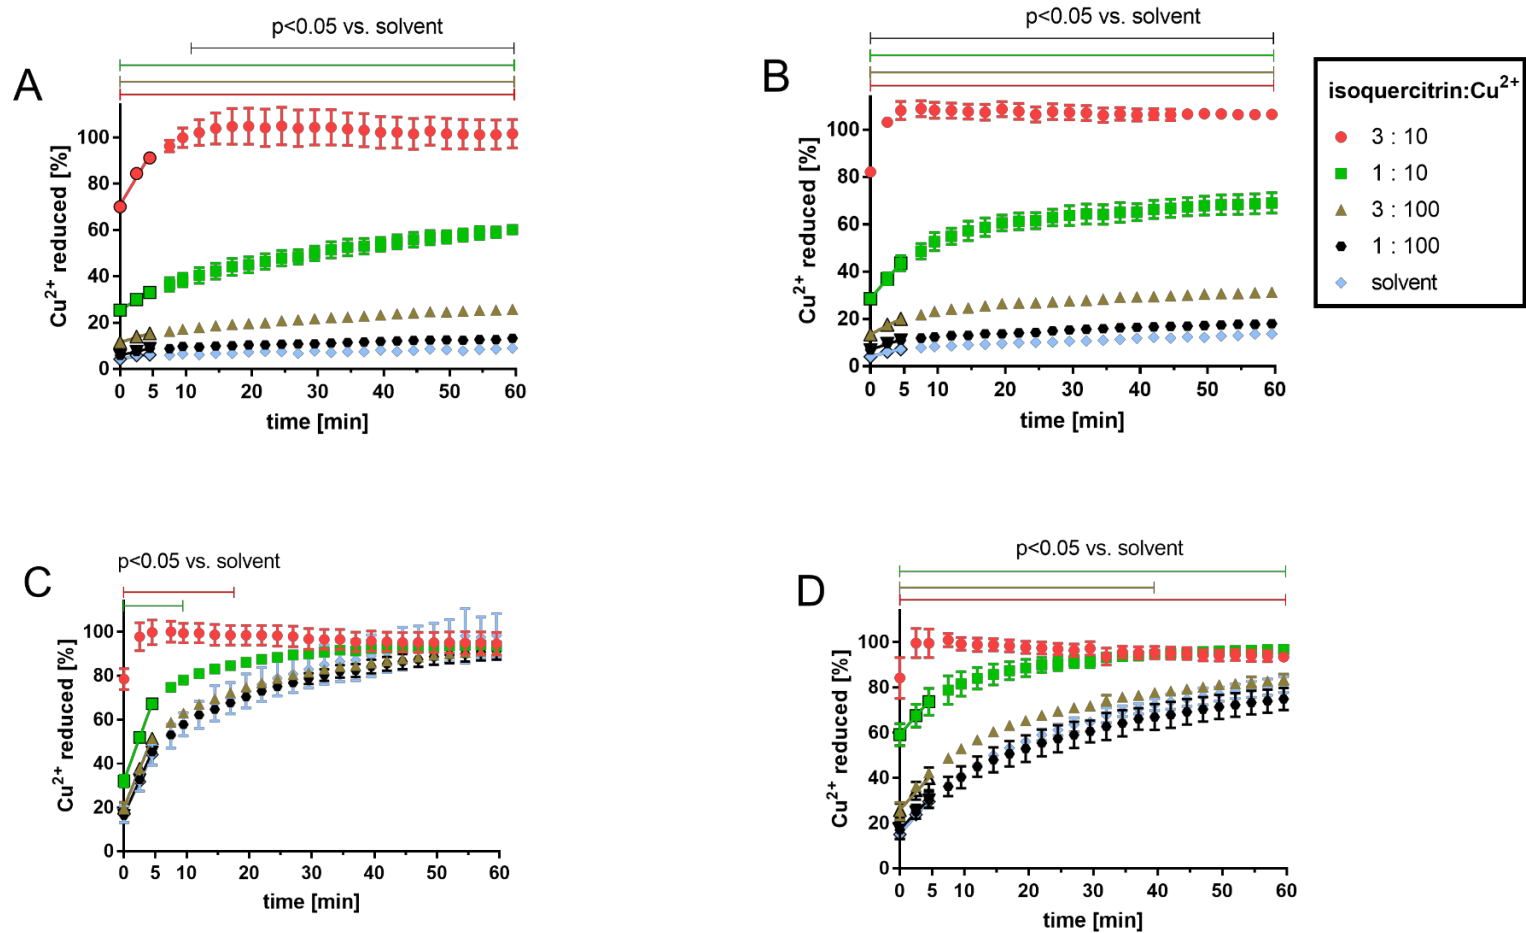 A
p<0.05 vs. solvent
Cu2+ reduced [%]
100
80
60
40
20
0
0 5 10 20 30 40 50 60
time [min]
B
p<0.05 vs. solvent
Cu2+ reduced [%]
100
80
60
40
20
0
0 5 10 20 30 40 50 60
time [min]
isoquercitrin:Cu2+
3 : 10
1 : 10
3 : 100
1 : 100
solvent
C
p<0.05 vs. solvent
Cu2+ reduced [%]
100
80
60
40
20
0
0 5 10 20 30 40 50 60
time [min]
D
p<0.05 vs. solvent
Cu2+ reduced [%]
100
80
60
40
20
0
0 5 10 20 30 40 50 60
time [min]